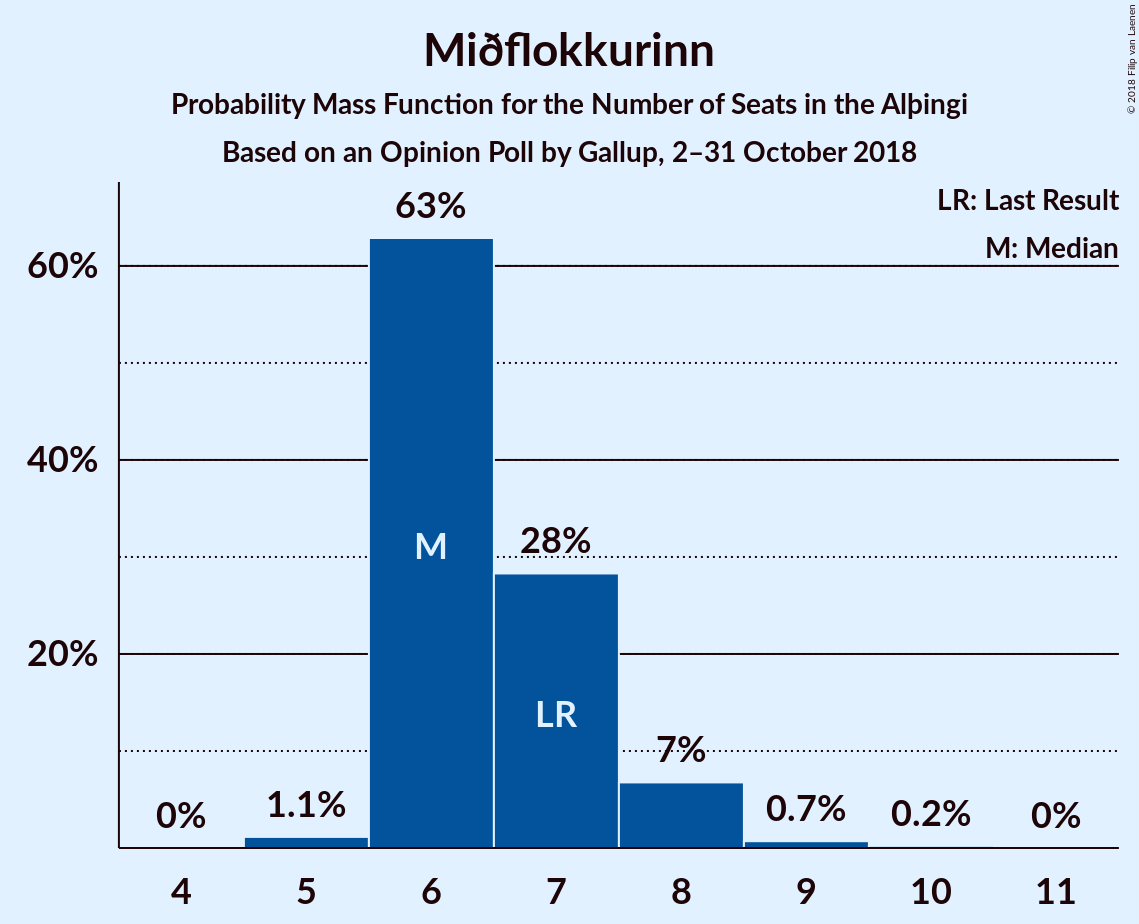 Miðflokkurinn
Probability Mass Function for the Number of Seats in the Alþingi
Based on an Opinion Poll by Gallup, 2–31 October 2018
© 2018 Filip van Laenen
LR: Last Result
M: Median
63%
60%
40%
M
28%
20%
LR
7%
0%
1.1%
0.7%
0.2%
0%
4 5 6 7 8 9 10 11